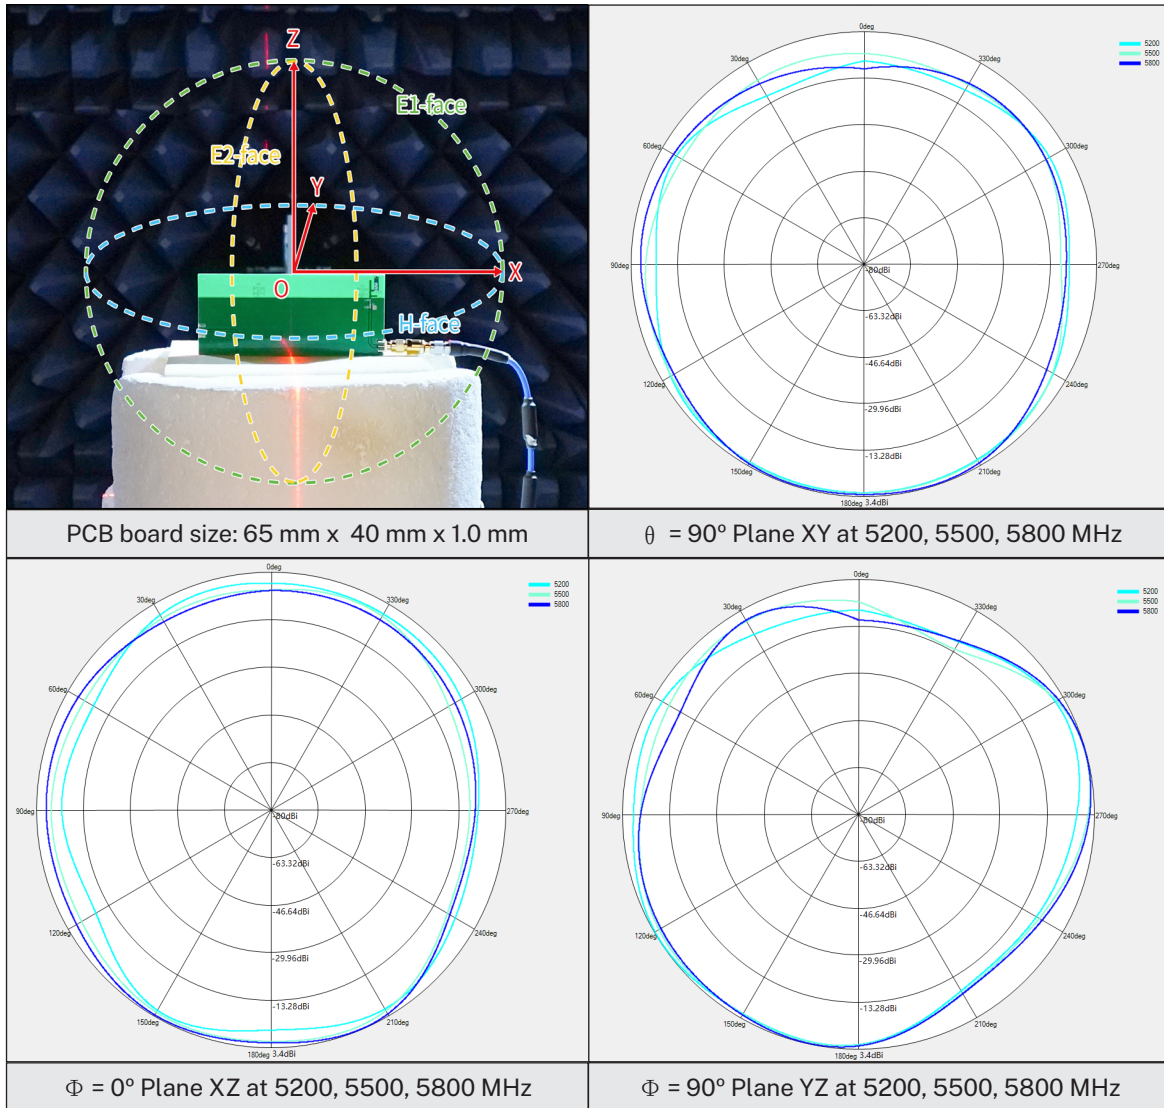 Z
E1-face
E2-face
Y
X
O
H-face
PCB board size: 65 mm x 40 mm x 1.0 mm
0deg
30deg
330deg
60deg
300deg
90deg
270deg
120deg
240deg
150deg
210deg
180deg
-80dBi
-63.32dBi
-46.64dBi
-29.96dBi
-13.28dBi
3.4dBi
5200
5500
5800
θ = 90° Plane XY at 5200, 5500, 5800 MHz
0deg
30deg
330deg
60deg
300deg
90deg
270deg
120deg
240deg
150deg
210deg
180deg
-80dBi
-63.32dBi
-46.64dBi
-29.96dBi
-13.28dBi
3.4dBi
5200
5500
5800
Φ = 0° Plane XZ at 5200, 5500, 5800 MHz
0deg
30deg
330deg
60deg
300deg
90deg
270deg
120deg
240deg
150deg
210deg
180deg
-80dBi
-63.32dBi
-46.64dBi
-29.96dBi
-13.28dBi
3.4dBi
5200
5500
5800
Φ = 90° Plane YZ at 5200, 5500, 5800 MHz